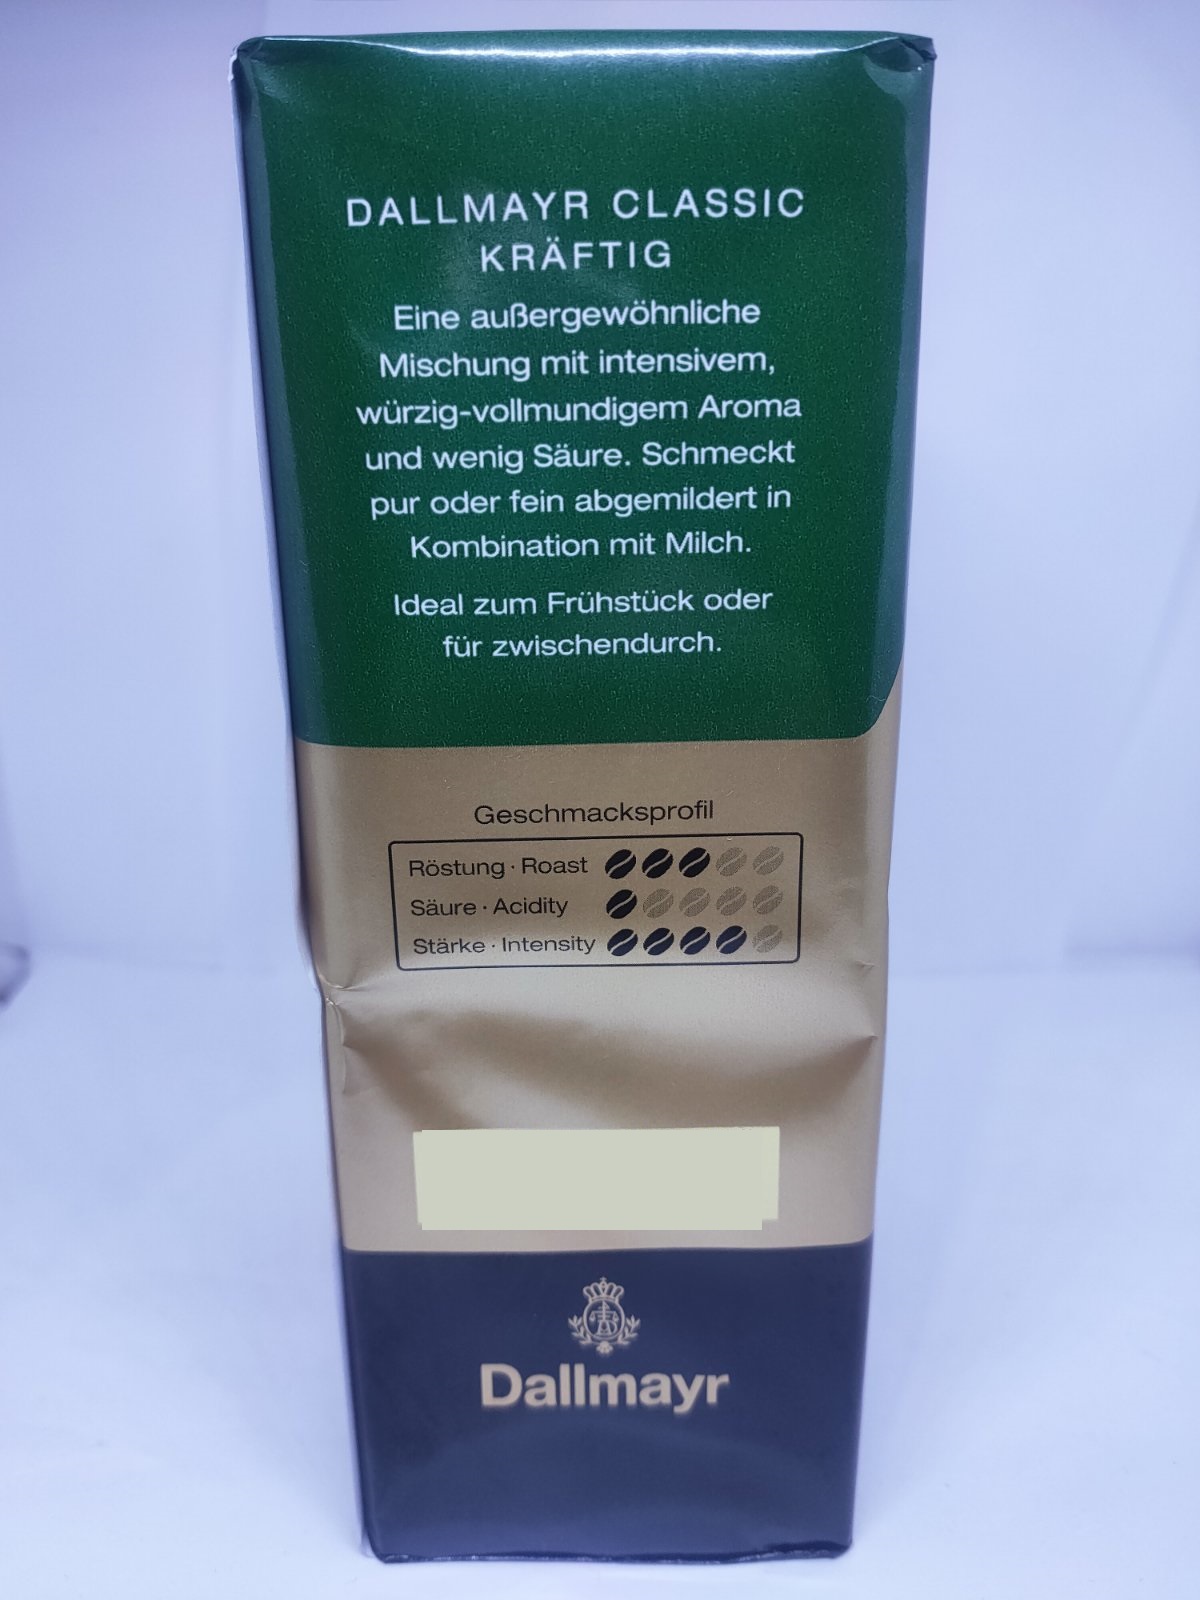 DALLMAYR CLASSIC
KRÄFTIG
Eine außergewöhnliche
Mischung mit intensivem,
würzig-vollmundigem Aroma
und wenig Säure. Schmeckt
pur oder fein abgemildert in
Kombination mit Milch.
Ideal zum Frühstück oder
für zwischendurch.
Geschmacksprofil
Röstung · Roast
Säure · Acidity
Stärke · Intensity
Dallmayr